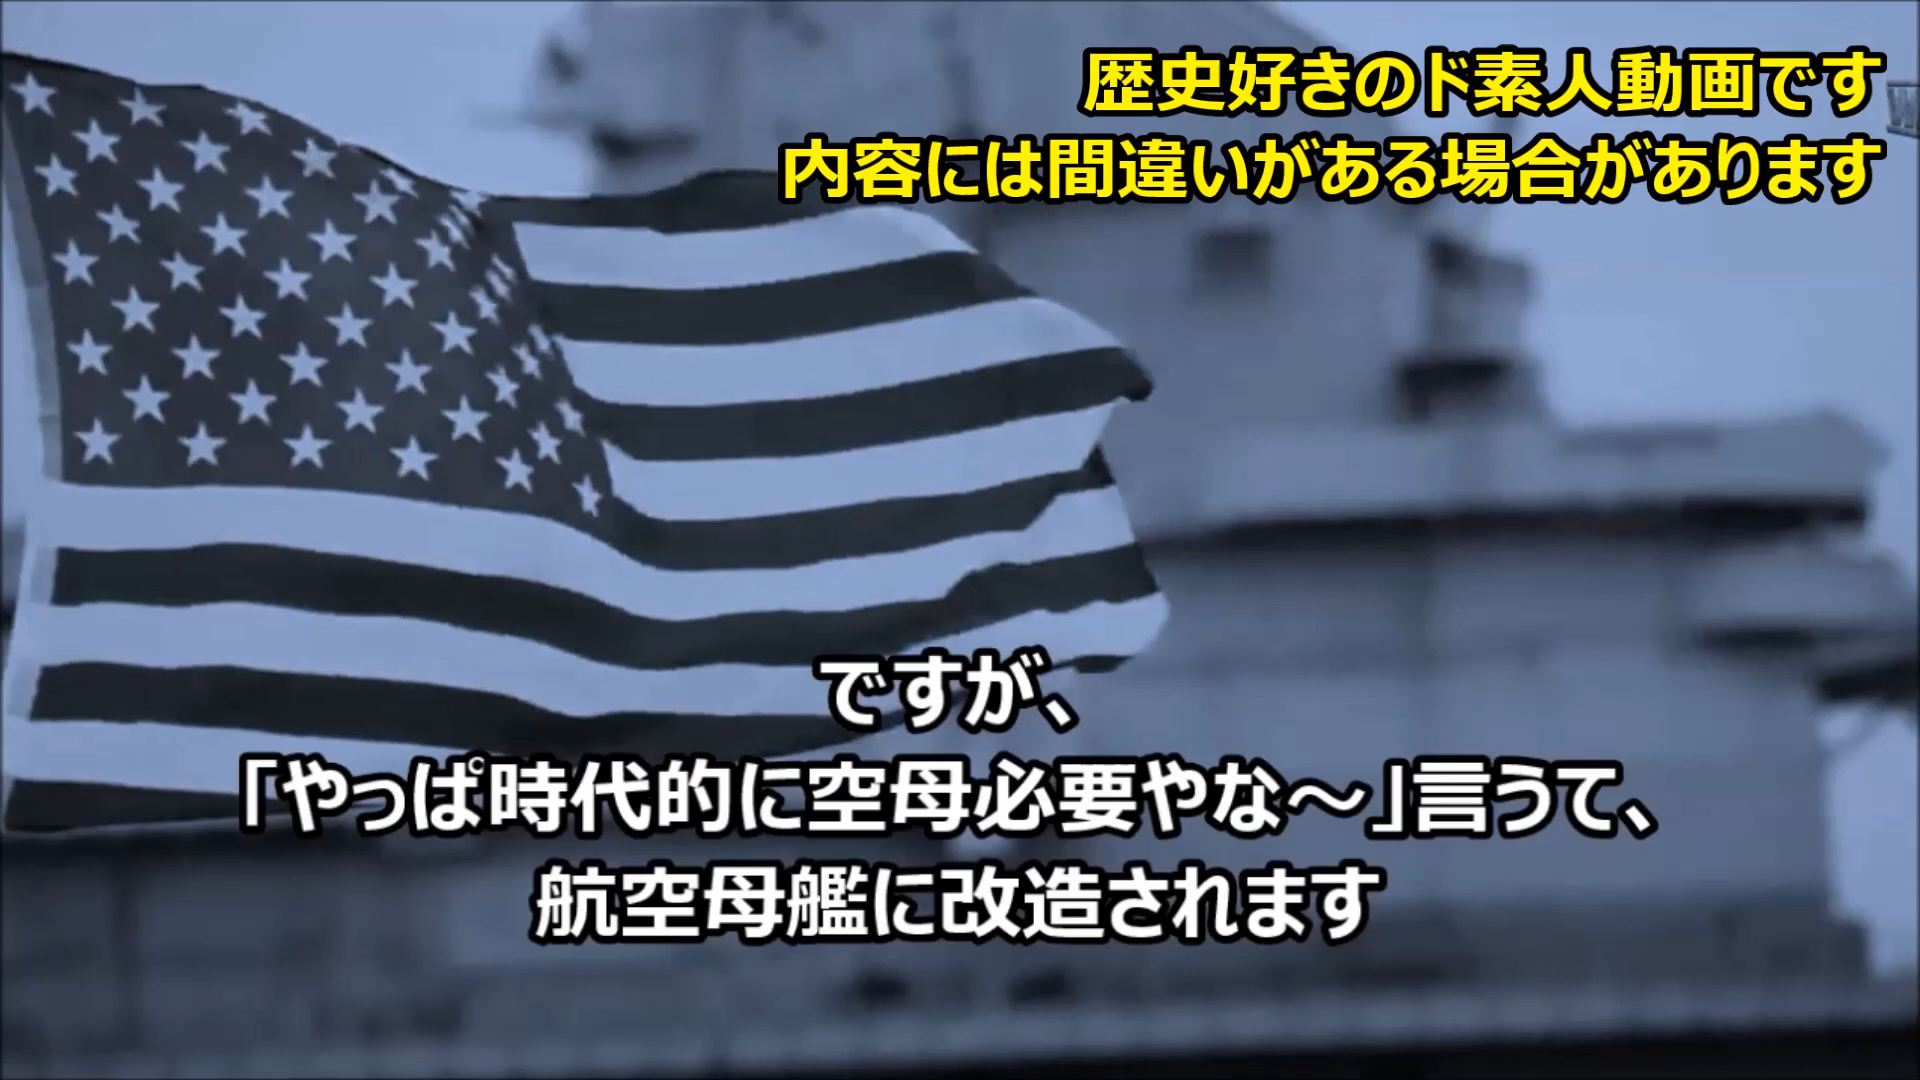 歴史好きのド素人動画です
内容には間違いがある場合があります
ですが、
「やっぱ時代的に空母必要やな～」言うて、
航空母艦に改造されます